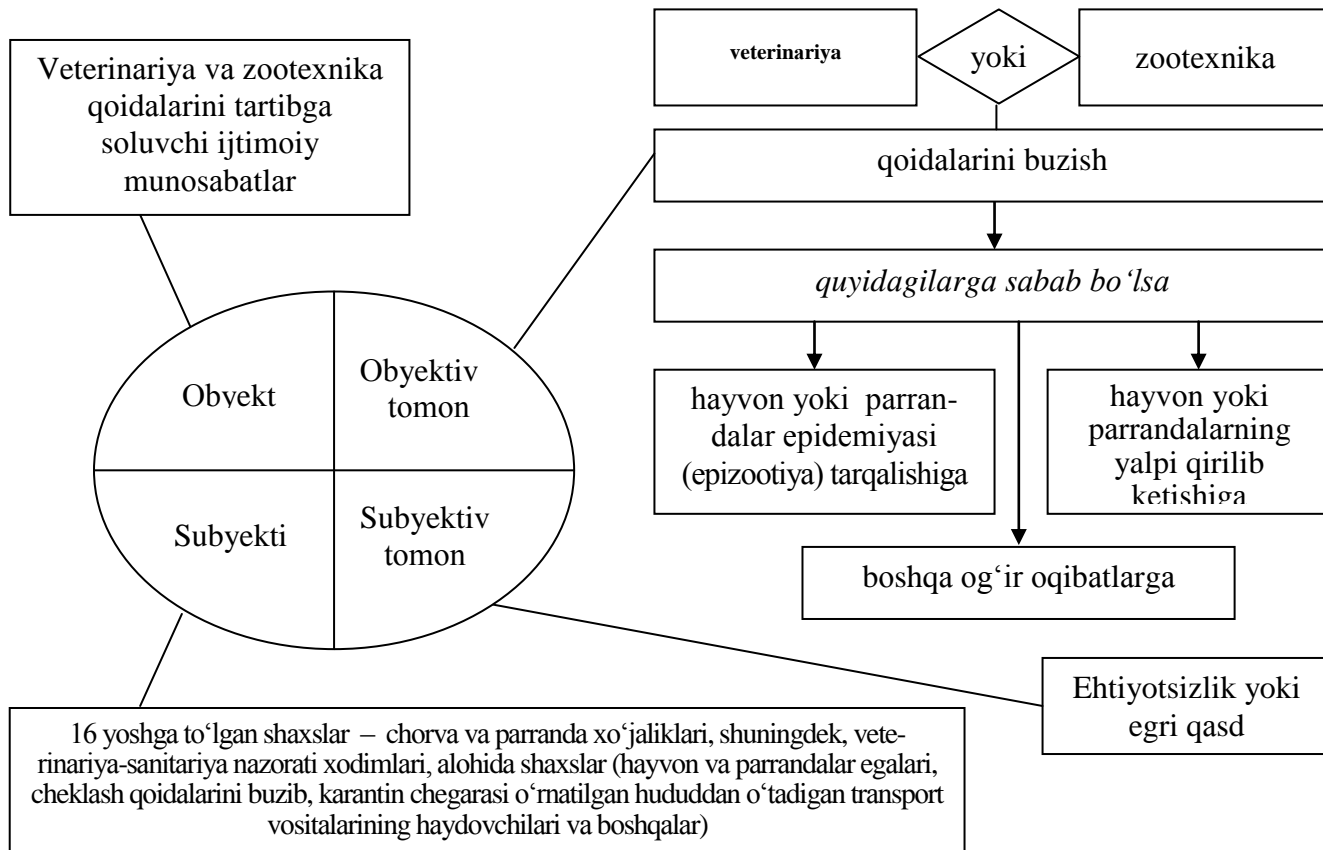 Veterinariya va zootexnika
qoidalarini tartibga
soluvchi ijtimoiy
munosabatlar
veterinariya
yoki
zootexnika
qoidalarini buzish
quyidagilarga sabab bo‘lsa
hayvon yoki parran-
dalar epidemiyasi
(epizootiya) tarqalishiga
hayvon yoki
parrandalarning
yalpi qirilib
ketishiga
boshqa og‘ir oqibatlarga
Obyekt
Obyektiv
tomon
Subyekti
Subyektiv
tomon
Ehtiyotsizlik yoki
egri qasd
16 yoshga to‘lgan shaxslar – chorva va parranda xo‘jaliklari, shuningdek, vete-
rinariya-sanitariya nazorati xodimlari, alohida shaxslar (hayvon va parrandalar egalari,
cheklash qoidalarini buzib, karantin chegarasi o‘rnatilgan hududdan o‘tadigan transport
vositalarining haydovchilari va boshqalar)